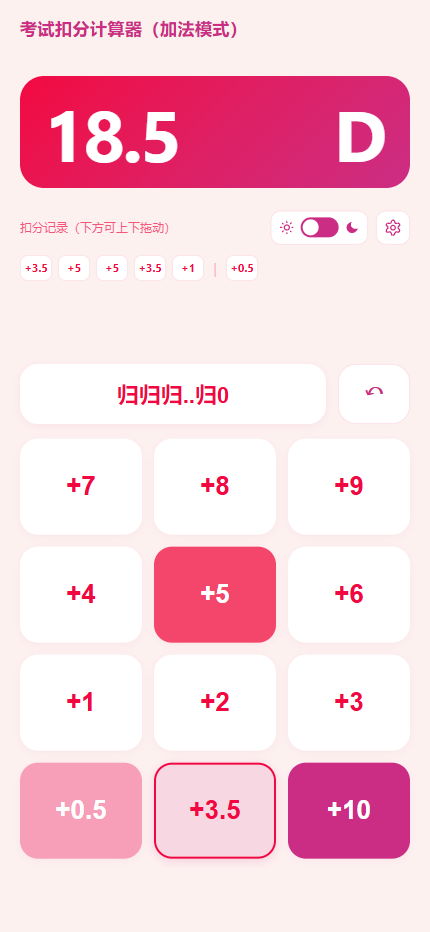 考试扣分计算器（加法模式）
18.5 D
扣分记录（下方可上下拖动）
+3.5 +5 +5 +3.5 +1 | +0.5
归归归..归0
+7 +8 +9
+4 +5 +6
+1 +2 +3
+0.5 +3.5 +10